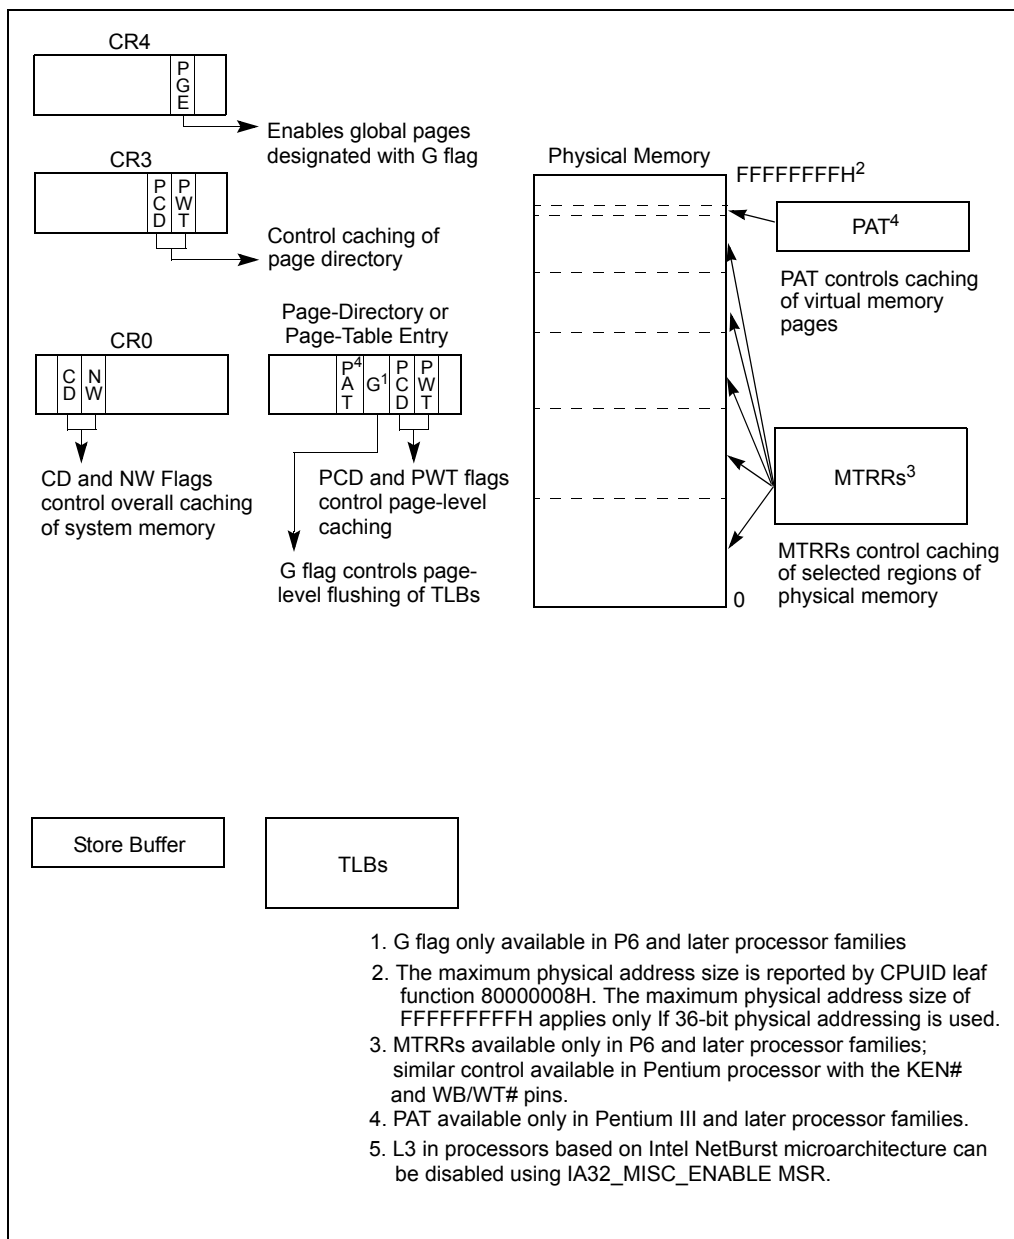 CR4
PGE
Enables global pages
designated with G flag
CR3
PCD PWT
Control caching of
page directory
CR0
CD NW
CD and NW Flags
control overall caching
of system memory
Page-Directory or
Page-Table Entry
PAT4 G1 PCD PWT
PCD and PWT flags
control page-level
caching
G flag controls page-
level flushing of TLBs
Physical Memory
FFFFFFFFH2
PAT4
PAT controls caching
of virtual memory
pages
MTRRs3
MTRRs control caching
of selected regions of
physical memory
0
Store Buffer
TLBs
1. G flag only available in P6 and later processor families
2. The maximum physical address size is reported by CPUID leaf
function 80000008H. The maximum physical address size of
FFFFFFFFFH applies only If 36-bit physical addressing is used.
3. MTRRs available only in P6 and later processor families;
similar control available in Pentium processor with the KEN#
and WB/WT# pins.
4. PAT available only in Pentium III and later processor families.
5. L3 in processors based on Intel NetBurst microarchitecture can
be disabled using IA32_MISC_ENABLE MSR.